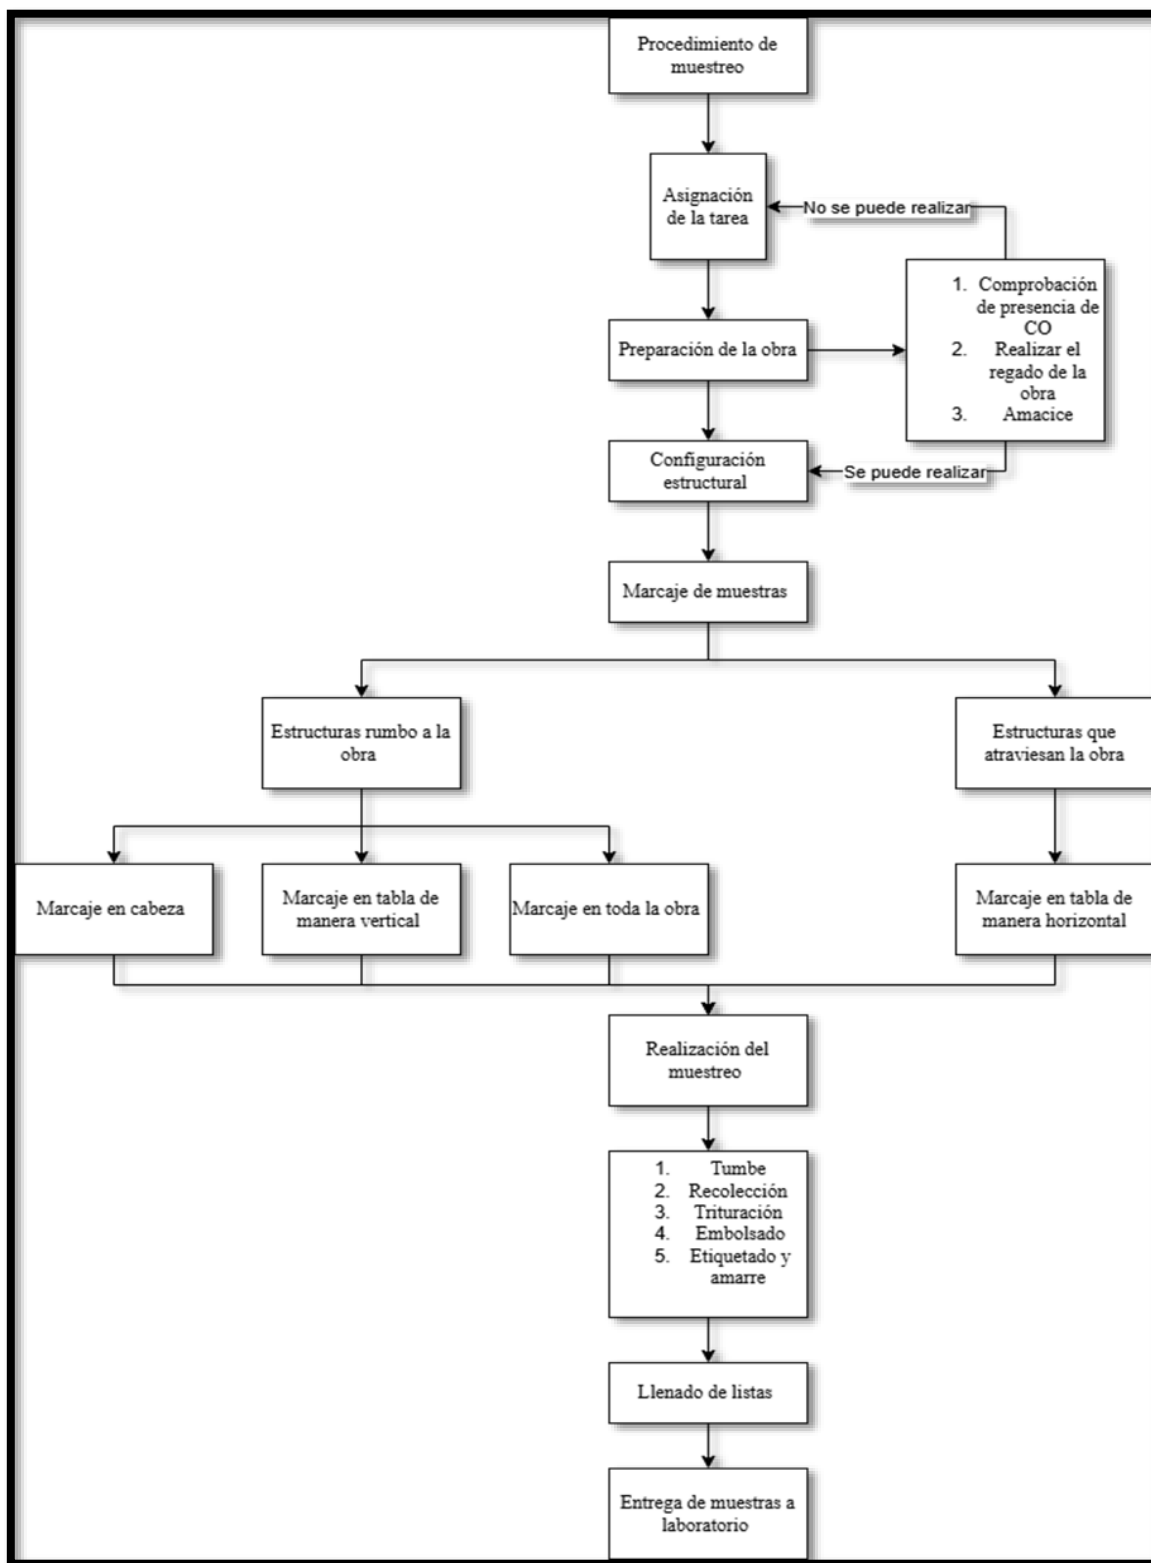 Procedimiento de
muestreo
Asignación
de la tarea
No se puede realizar
1. Comprobación
de presencia de
CO
2. Realizar el
regado de la
obra
3. Amacice
Preparación de la obra
Configuración
estructural
Se puede realizar
Marcaje de muestras
Estructuras rumbo a la
obra
Estructuras que
atraviesan la obra
Marcaje en cabeza
Marcaje en tabla de
manera vertical
Marcaje en toda la obra
Marcaje en tabla de
manera horizontal
Realización del
muestreo
1. Tumbe
2. Recolección
3. Trituración
4. Embolsado
5. Etiquetado y
amarre
Llenado de listas
Entrega de muestras a
laboratorio